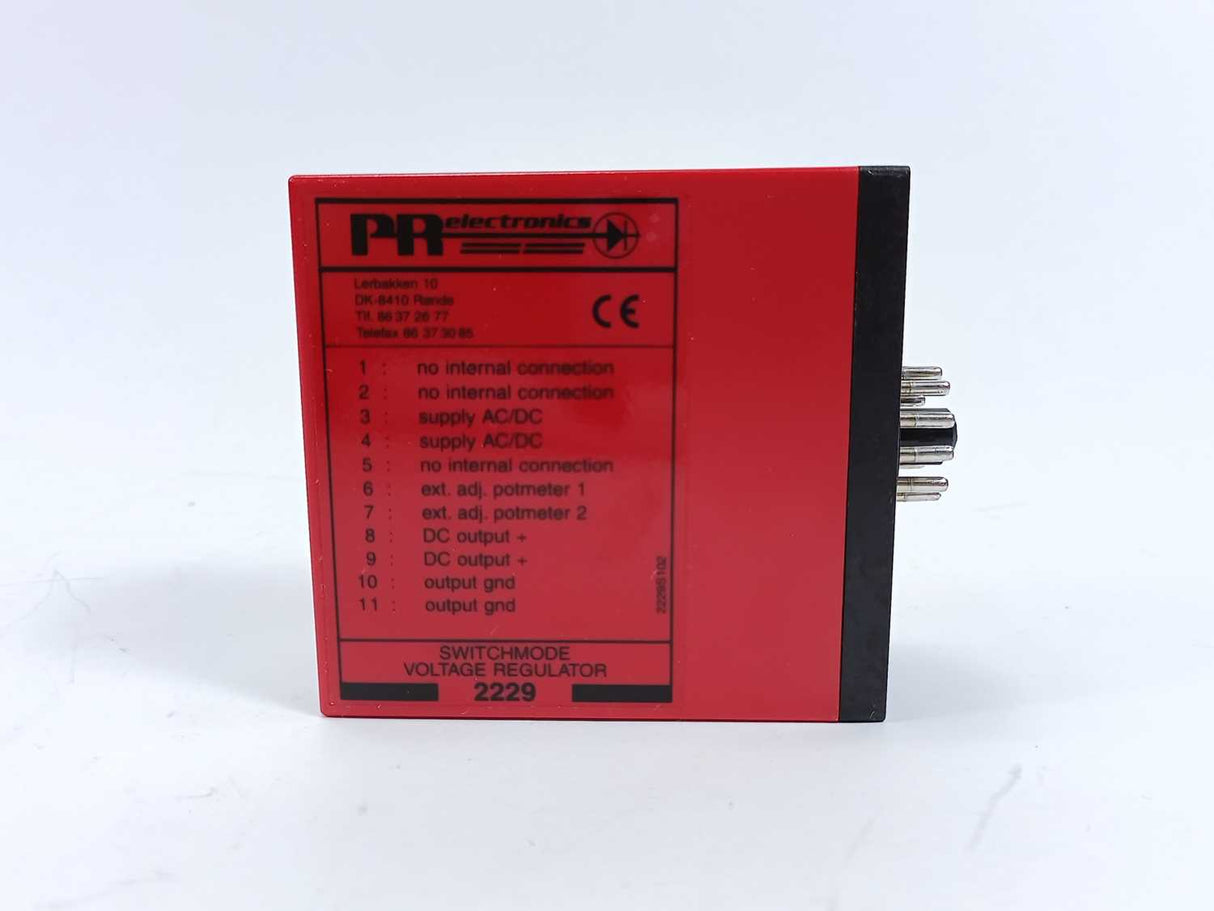 PR electronics
Lerbakken 10
DK-8410 Rønde
Tlf. 86 37 26 77
Telefax 86 37 30 85
CE
1 : no internal connection
2 : no internal connection
3 : supply AC/DC
4 : supply AC/DC
5 : no internal connection
6 : ext. adj. potmeter 1
7 : ext. adj. potmeter 2
8 : DC output +
9 : DC output +
10 : output gnd
11 : output gnd
2229S102
SWITCHMODE
VOLTAGE REGULATOR
2229